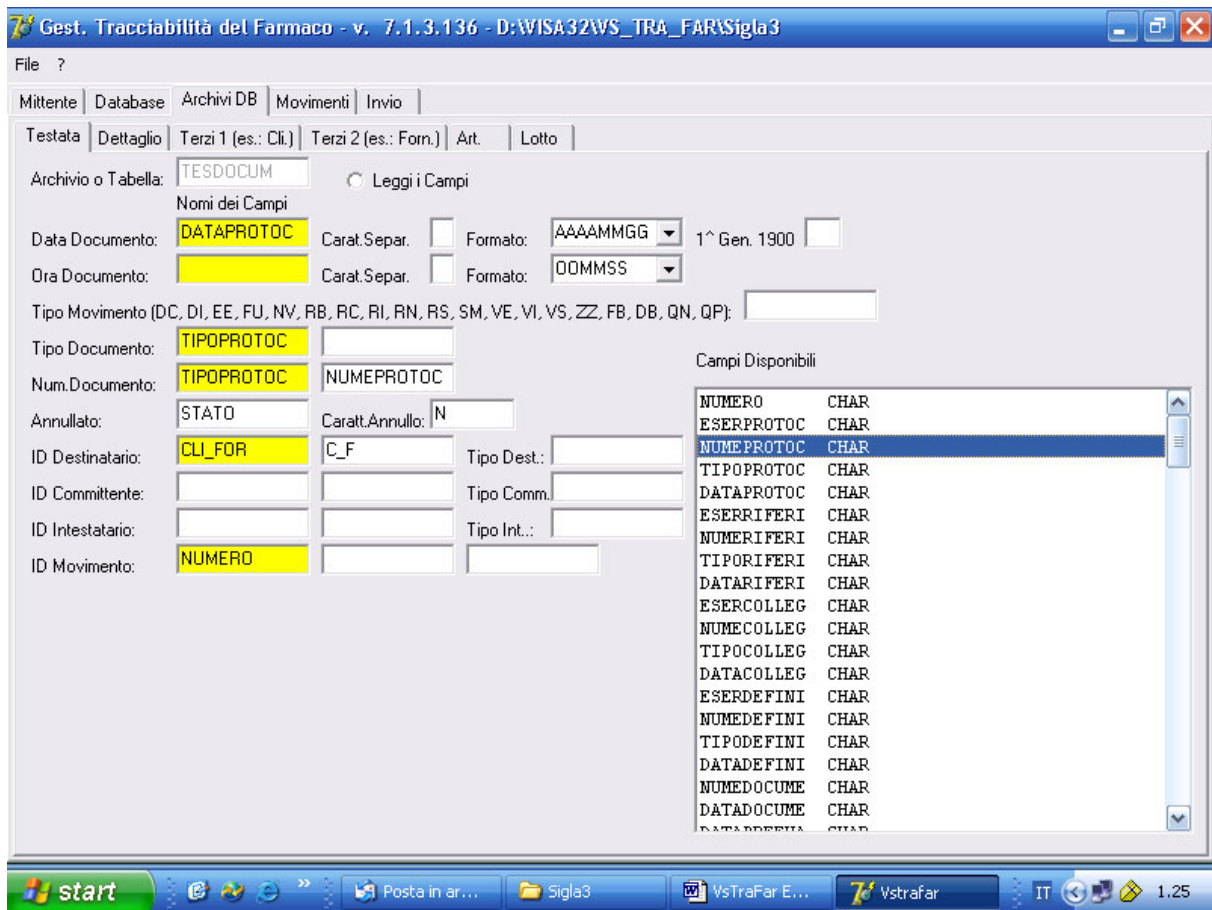 Gest. Tracciabilità del Farmaco - v. 7.1.3.136 - D:\VISA32\VS_TRA_FAR\Sigla3
File ?
Mittente Database Archivi DB Movimenti Invio
Testata Dettaglio Terzi 1 (es.: Cli.) Terzi 2 (es.: Forn.) Art. Lotto
Archivio o Tabella: TESDOCUM Leggi i Campi
Nomi dei Campi
Data Documento: DATAPROTOC Carat.Separ. Formato: AAAAMMGG 1^ Gen. 1900
Ora Documento: Carat.Separ. Formato: OOMMSS
Tipo Movimento (DC, DI, EE, FU, NV, RB, RC, RI, RN, RS, SM, VE, VI, VS, ZZ, FB, DB, QN, QP):
Tipo Documento: TIPOPROTOC
Num.Documento: TIPOPROTOC NUMEPROTOC
Annullato: STATO Caratt.Annullo: N
ID Destinatario: CLI_FOR C_F Tipo Dest.:
ID Committente: Tipo Comm.
ID Intestatario: Tipo Int..:
ID Movimento: NUMERO
Campi Disponibili
NUMERO CHAR
ESERPROTOC CHAR
NUMEPROTOC CHAR
TIPOPROTOC CHAR
DATAPROTOC CHAR
ESERRIFERI CHAR
NUMERIFERI CHAR
TIPORIFERI CHAR
DATARIFERI CHAR
ESERCOLLEG CHAR
NUMECOLLEG CHAR
TIPOCOLLEG CHAR
DATACOLLEG CHAR
ESERDEFINI CHAR
NUMEDEFINI CHAR
TIPODEFINI CHAR
DATADEFINI CHAR
NUMEDOCUME CHAR
DATADOCUME CHAR
start Posta in ar... Sigla3 VsTraFar E... Vstrafar IT 1.25